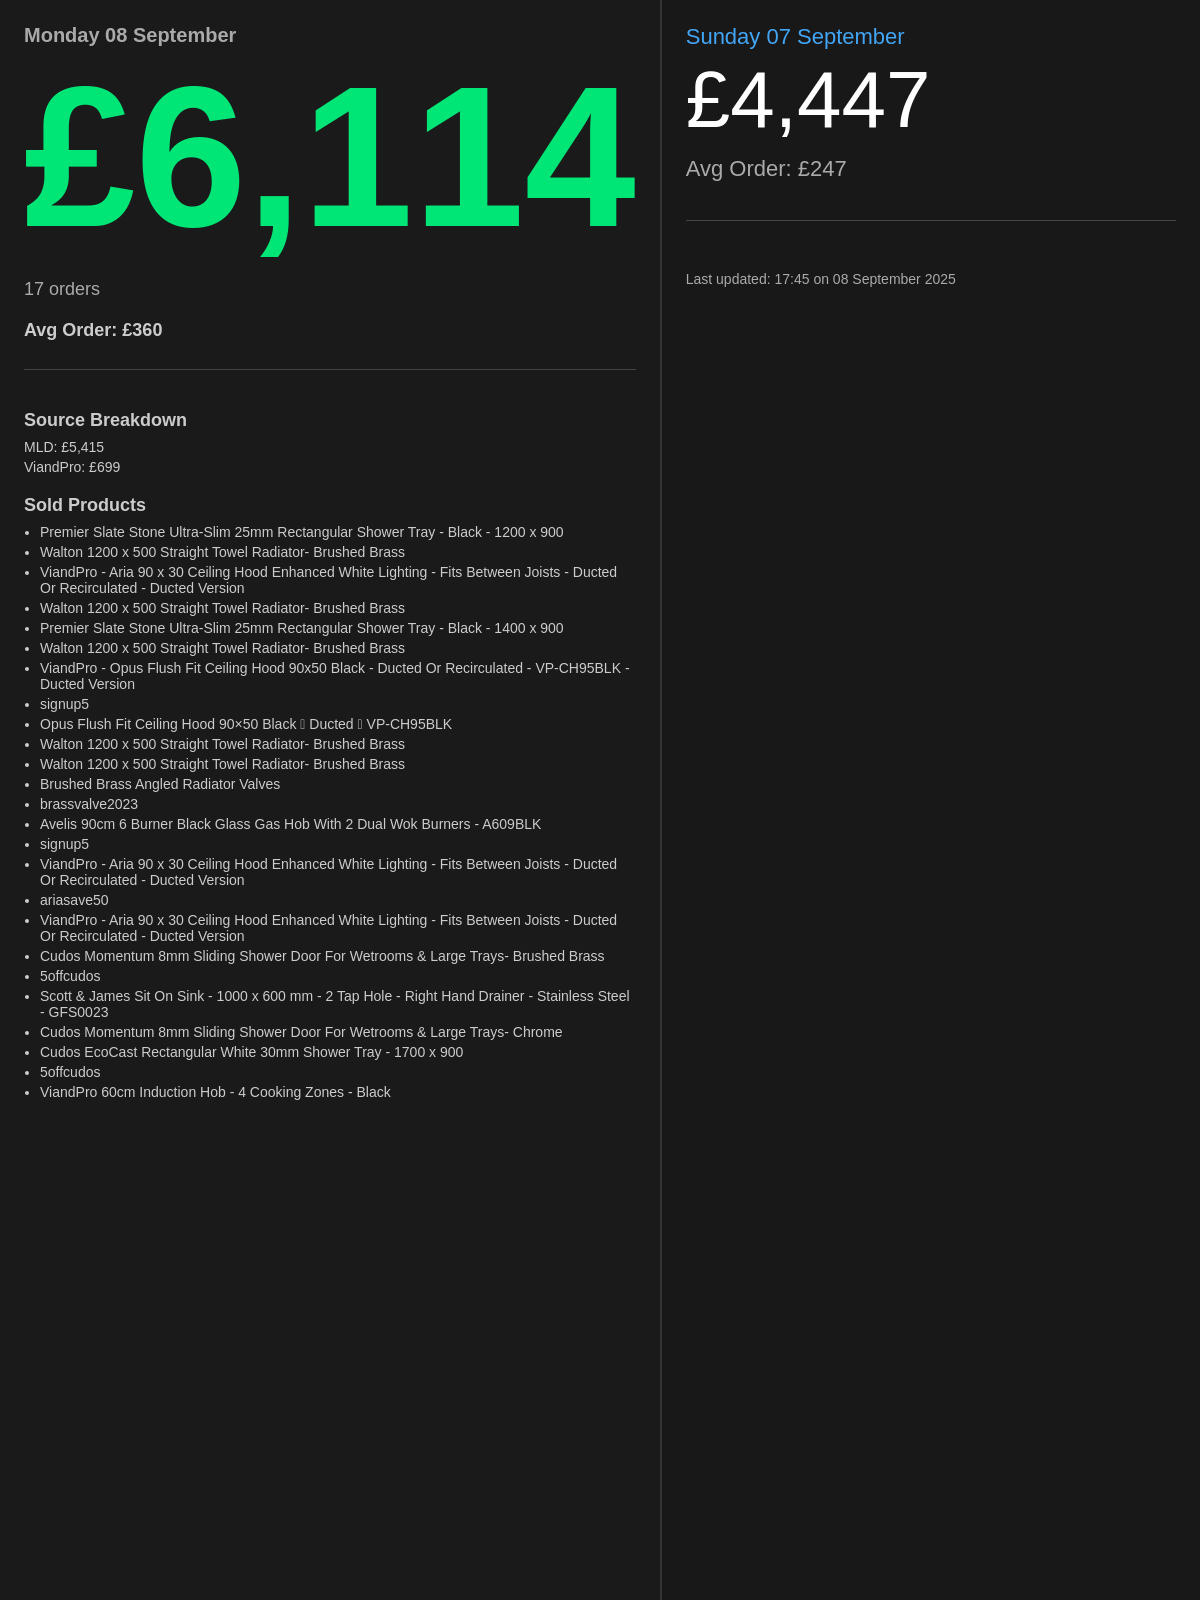 Monday 08 September
£6,114
17 orders
Avg Order: £360
Source Breakdown
MLD: £5,415
ViandPro: £699
Sold Products
• Premier Slate Stone Ultra-Slim 25mm Rectangular Shower Tray - Black - 1200 x 900
• Walton 1200 x 500 Straight Towel Radiator- Brushed Brass
• ViandPro - Aria 90 x 30 Ceiling Hood Enhanced White Lighting - Fits Between Joists - Ducted
Or Recirculated - Ducted Version
• Walton 1200 x 500 Straight Towel Radiator- Brushed Brass
• Premier Slate Stone Ultra-Slim 25mm Rectangular Shower Tray - Black - 1400 x 900
• Walton 1200 x 500 Straight Towel Radiator- Brushed Brass
• ViandPro - Opus Flush Fit Ceiling Hood 90x50 Black - Ducted Or Recirculated - VP-CH95BLK -
Ducted Version
• signup5
• Opus Flush Fit Ceiling Hood 90×50 Black ▯ Ducted ▯ VP-CH95BLK
• Walton 1200 x 500 Straight Towel Radiator- Brushed Brass
• Walton 1200 x 500 Straight Towel Radiator- Brushed Brass
• Brushed Brass Angled Radiator Valves
• brassvalve2023
• Avelis 90cm 6 Burner Black Glass Gas Hob With 2 Dual Wok Burners - A609BLK
• signup5
• ViandPro - Aria 90 x 30 Ceiling Hood Enhanced White Lighting - Fits Between Joists - Ducted
Or Recirculated - Ducted Version
• ariasave50
• ViandPro - Aria 90 x 30 Ceiling Hood Enhanced White Lighting - Fits Between Joists - Ducted
Or Recirculated - Ducted Version
• Cudos Momentum 8mm Sliding Shower Door For Wetrooms & Large Trays- Brushed Brass
• 5offcudos
• Scott & James Sit On Sink - 1000 x 600 mm - 2 Tap Hole - Right Hand Drainer - Stainless Steel
- GFS0023
• Cudos Momentum 8mm Sliding Shower Door For Wetrooms & Large Trays- Chrome
• Cudos EcoCast Rectangular White 30mm Shower Tray - 1700 x 900
• 5offcudos
• ViandPro 60cm Induction Hob - 4 Cooking Zones - Black
Sunday 07 September
£4,447
Avg Order: £247
Last updated: 17:45 on 08 September 2025